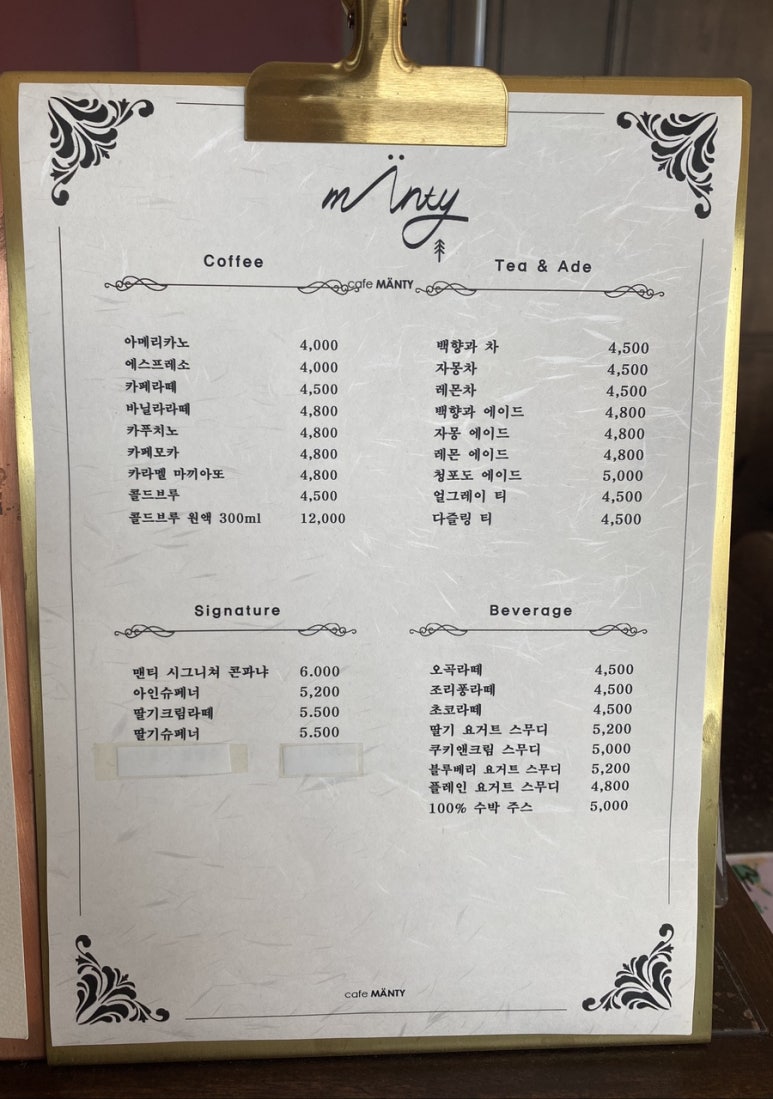 mÄnty
cafe MÄNTY
Coffee
아메리카노 4,000
에스프레소 4,000
카페라떼 4,500
바닐라라떼 4,800
카푸치노 4,800
카페모카 4,800
카라멜 마끼아또 4,800
콜드브루 4,500
콜드브루 원액 300ml 12,000
Tea & Ade
백향과 차 4,500
자몽차 4,500
레몬차 4,500
백향과 에이드 4,800
자몽 에이드 4,800
레몬 에이드 4,800
청포도 에이드 5,000
얼그레이 티 4,500
다즐링 티 4,500
Signature
맨티 시그니쳐 콘파냐 6.000
아인슈페너 5,200
딸기크림라떼 5.500
딸기슈페너 5.500
Beverage
오곡라떼 4,500
조리퐁라떼 4,500
초코라떼 4,500
딸기 요거트 스무디 5,200
쿠키앤크림 스무디 5,000
블루베리 요거트 스무디 5,200
플레인 요거트 스무디 4,800
100% 수박 주스 5,000
cafe MÄNTY